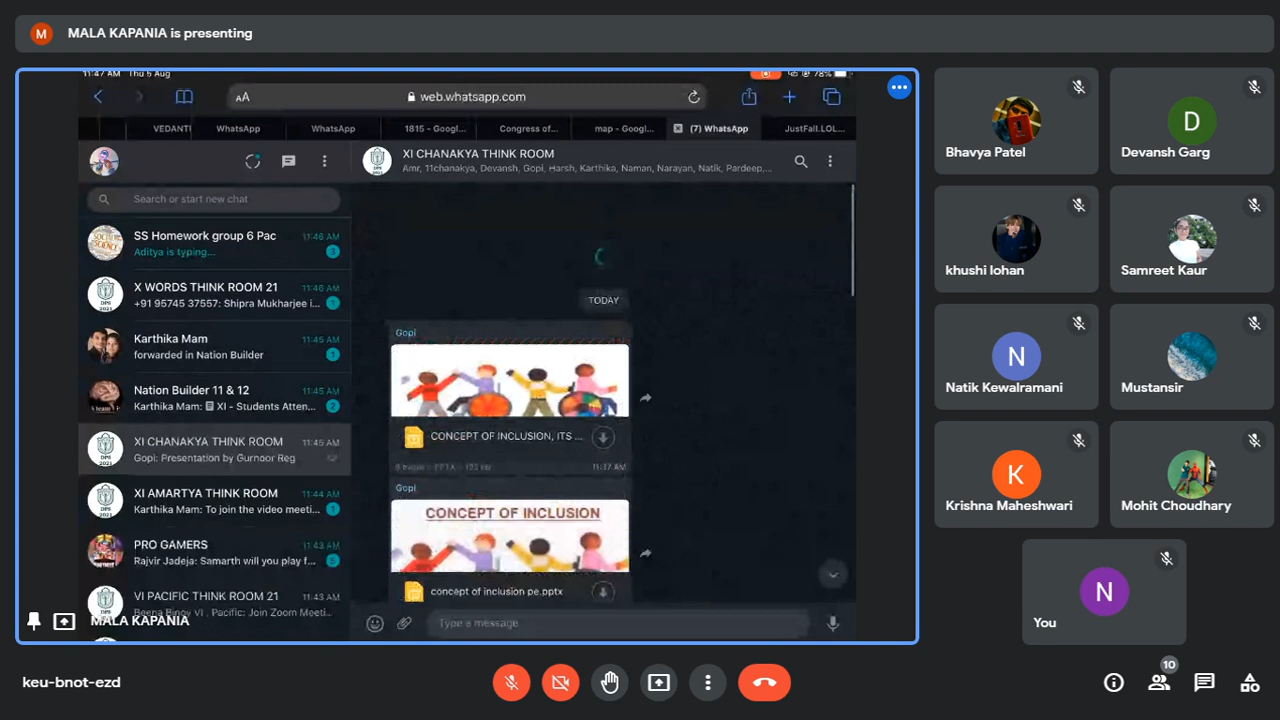 M MALA KAPANIA is presenting
11:47 AM Thu 5 Aug
78%
AA web.whatsapp.com
VEDANT
WhatsApp
WhatsApp
1815 - Googl...
Congress of...
map - Googl...
(7) WhatsApp
JustFall.LOL...
XI CHANAKYA THINK ROOM
Amr, 11chanakya, Devansh, Gopi, Harsh, Karthika, Naman, Narayan, Natik, Pardeep,...
Search or start new chat
SS Homework group 6 Pac 11:46 AM
Aditya is typing... 3
X WORDS THINK ROOM 21 11:46 AM
+91 95745 37557: Shipra Mukharjee i... 1
Karthika Mam 11:45 AM
forwarded in Nation Builder 1
Nation Builder 11 & 12 11:45 AM
Karthika Mam: XI - Students Atten... 2
XI CHANAKYA THINK ROOM 11:45 AM
Gopi: Presentation by Gurnoor Reg
XI AMARTYA THINK ROOM 11:44 AM
Karthika Mam: To join the video meeti... 1
PRO GAMERS 11:43 AM
Rajvir Jadeja: Samarth will you play f...
VI PACIFIC THINK ROOM 21 11:43 AM
Beena Binoy VI , Pacific: Join Zoom Meeti...
MALA KAPANIA
TODAY
Gopi
CONCEPT OF INCLUSION, ITS ...
11:37 AM
Gopi
CONCEPT OF INCLUSION
concept of inclusion pe.pptx
Type a message
Bhavya Patel
D
Devansh Garg
khushi lohan
Samreet Kaur
N
Natik Kewalramani
Mustansir
K
Krishna Maheshwari
Mohit Choudhary
N
You
keu-bnot-ezd
10